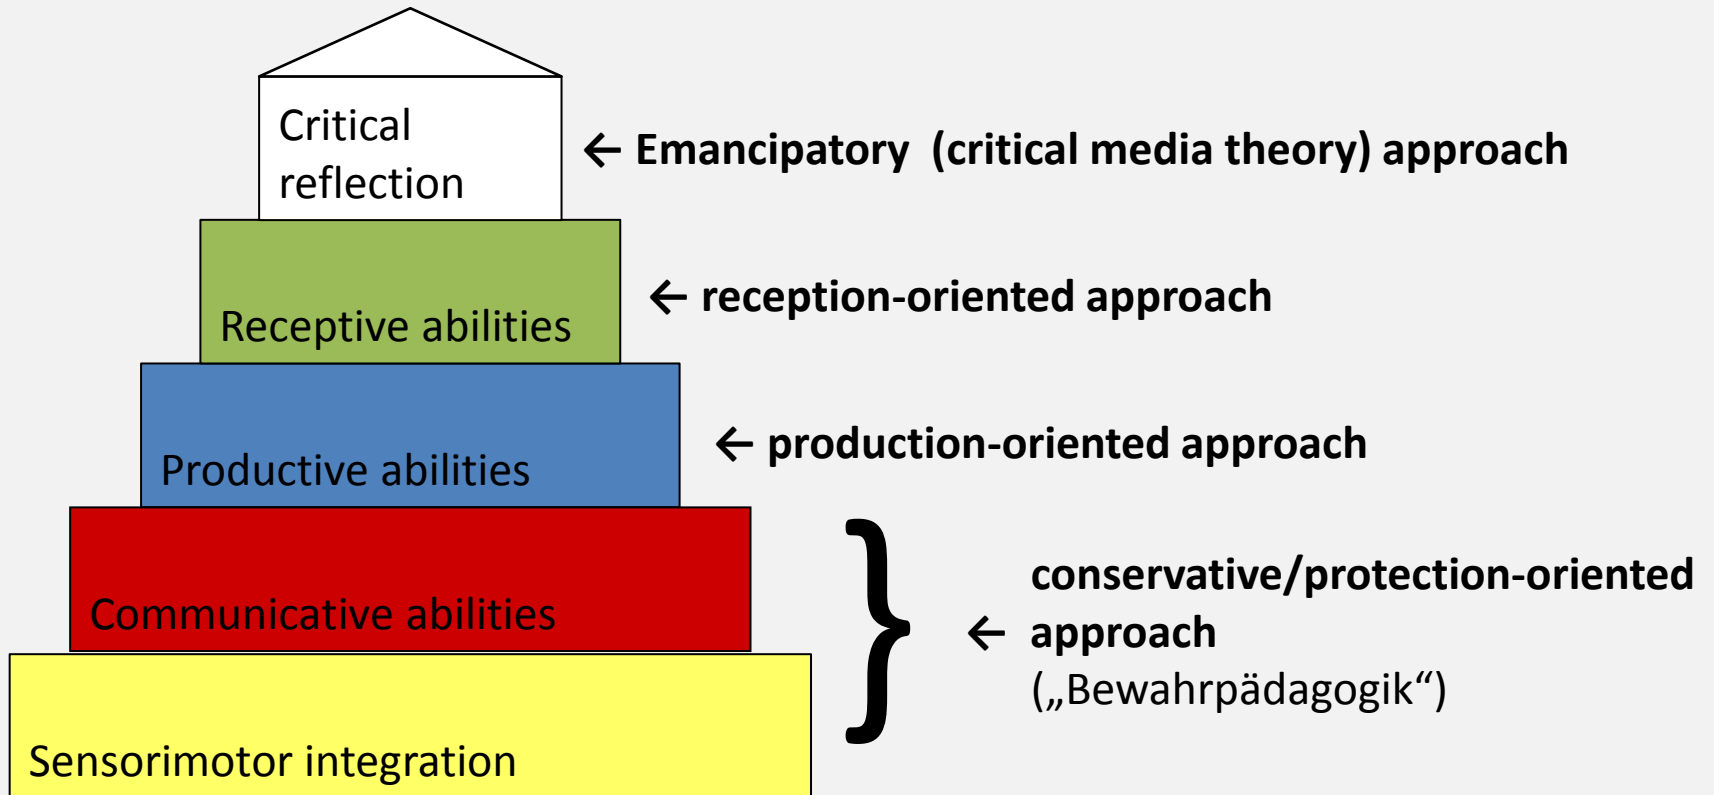 Critical
reflection
← Emancipatory (critical media theory) approach
Receptive abilities
← reception-oriented approach
Productive abilities
← production-oriented approach
Communicative abilities
Sensorimotor integration
}
← conservative/protection-oriented
approach
(„Bewahrpädagogik“)